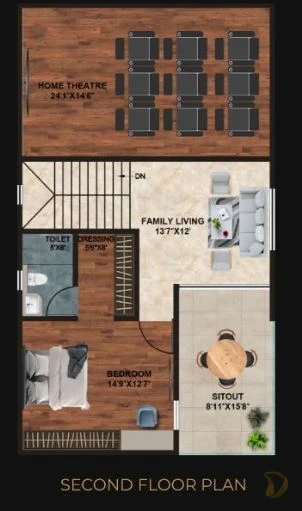 HOME THEATRE
24'1"X14'6"
DN
FAMILY LIVING
13'7"X12'
TOILET
5'X8'
DRESSING
5'6"X8'
BEDROOM
14'9"X12'7"
SITOUT
8'11"X15'8"
SECOND FLOOR PLAN